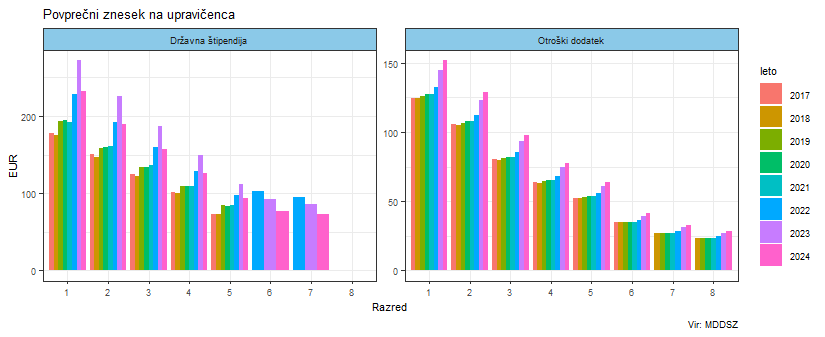 Povprečni znesek na upravičenca
Državna štipendija
Otroški dodatek
EUR
200
100
0
150
100
50
0
1 2 3 4 5 6 7 8
1 2 3 4 5 6 7 8
Razred
leto
2017
2018
2019
2020
2021
2022
2023
2024
Vir: MDDSZ